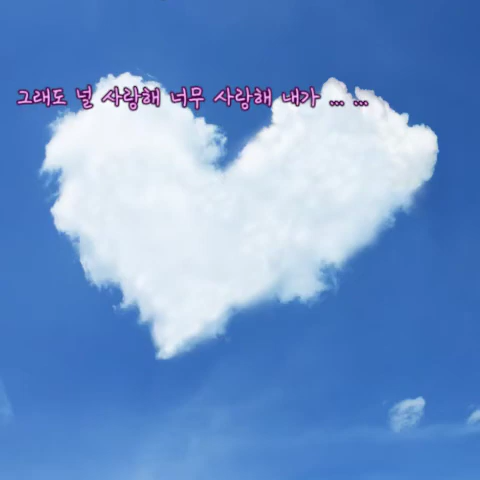 그래도 널 사랑해 너무 사랑해 내가 ... ...